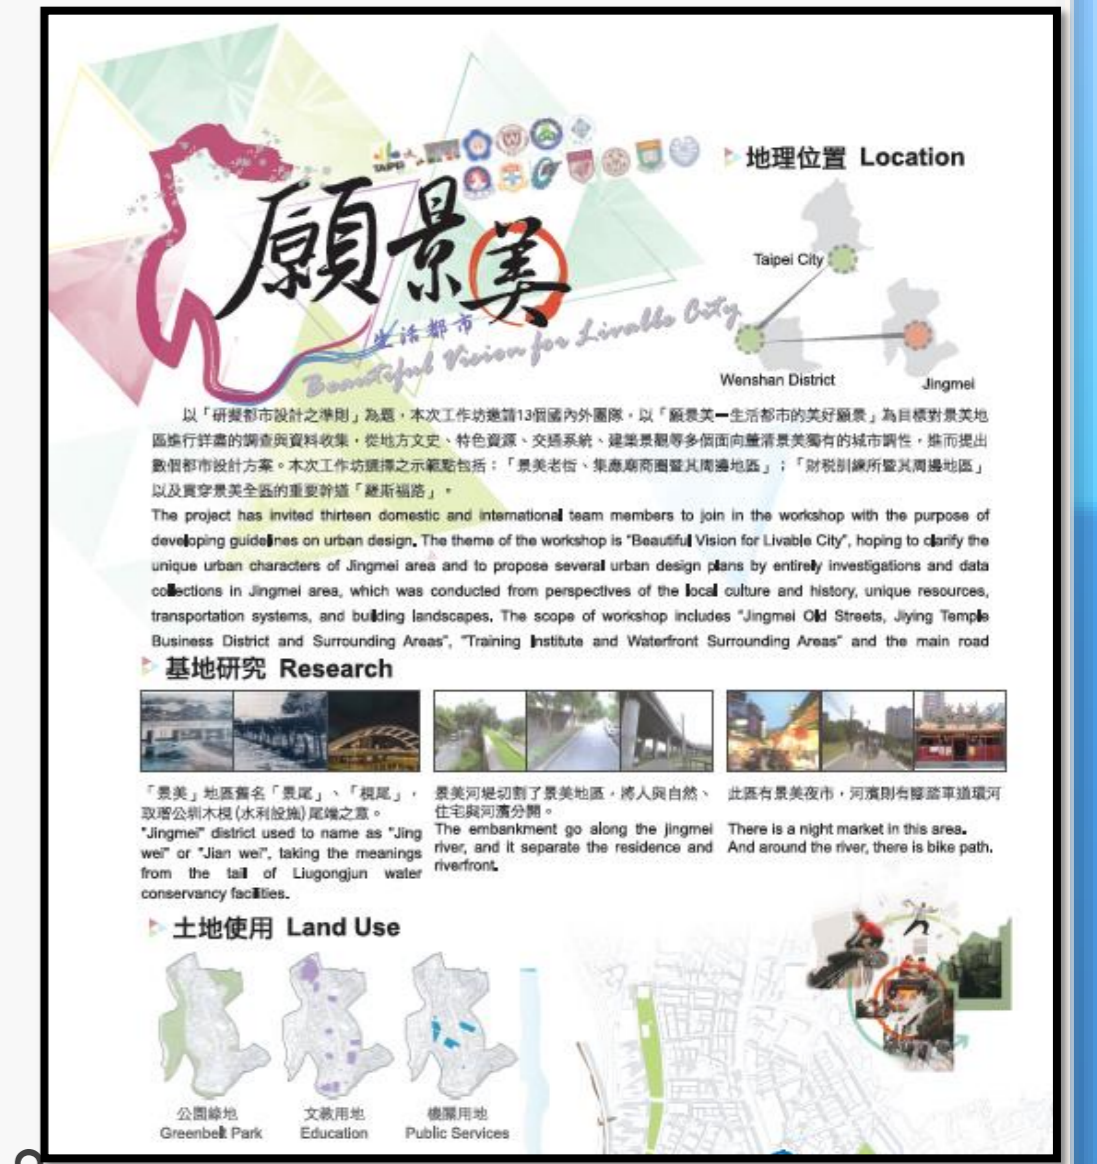 TAIPEI
願景美
生活都市
Beautiful Vision for Livable City
地理位置 Location
Taipei City
Wenshan District
Jingmei
以「研擬都市設計之準則」為題,本次工作坊邀請13個國內外團隊,以「願景美—生活都市的美好願景」為目標對景美地
區進行詳盡的調查與資料收集,從地方文史、特色資源、交通系統、建築景觀等多個面向釐清景美獨有的城市調性,進而提出
數個都市設計方案。本次工作坊選擇之示範點包括:「景美老街、集應廟商圈暨其周邊地區」;「財稅訓練所暨其周邊地區」
以及貫穿景美全區的重要幹道「羅斯福路」。
The project has invited thirteen domestic and international team members to join in the workshop with the purpose of
developing guidelines on urban design. The theme of the workshop is "Beautiful Vision for Livable City", hoping to clarify the
unique urban characters of Jingmei area and to propose several urban design plans by entirely investigations and data
collections in Jingmei area, which was conducted from perspectives of the local culture and history, unique resources,
transportation systems, and building landscapes. The scope of workshop includes "Jingmei Old Streets, Jiying Temple
Business District and Surrounding Areas", "Training Institute and Waterfront Surrounding Areas" and the main road
基地研究 Research
「景美」地區舊名「景尾」、「梘尾」,
取瑠公圳木梘(水利設施)尾端之意。
"Jingmei" district used to name as "Jing
wei" or "Jian wei", taking the meanings
from the tail of Liugongjun water
conservancy facilities.
景美河堤切割了景美地區,將人與自然、
住宅與河濱分開。
The embankment go along the jingmei
river, and it separate the residence and
riverfront.
此區有景美夜市,河濱則有腳踏車道環河
There is a night market in this area.
And around the river, there is bike path.
土地使用 Land Use
公園綠地
Greenbelt Park
文教用地
Education
機關用地
Public Services